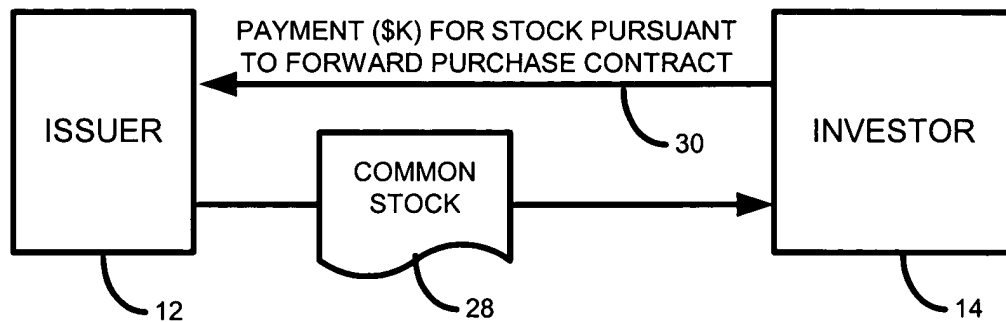 PAYMENT ($K) FOR STOCK PURSUANT
TO FORWARD PURCHASE CONTRACT
ISSUER
INVESTOR
30
COMMON
STOCK
12
28
14